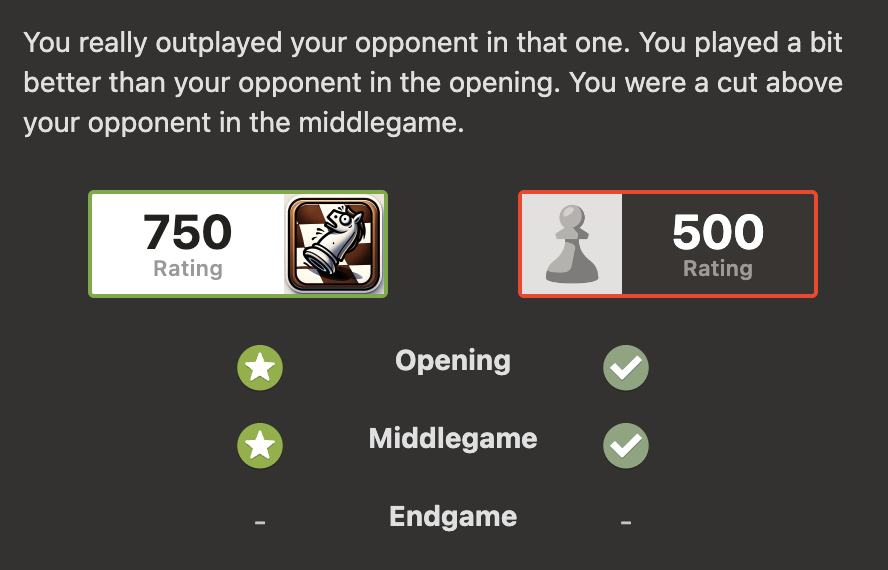 You really outplayed your opponent in that one. You played a bit
better than your opponent in the opening. You were a cut above
your opponent in the middlegame.
750
Rating
500
Rating
Opening
Middlegame
- Endgame -